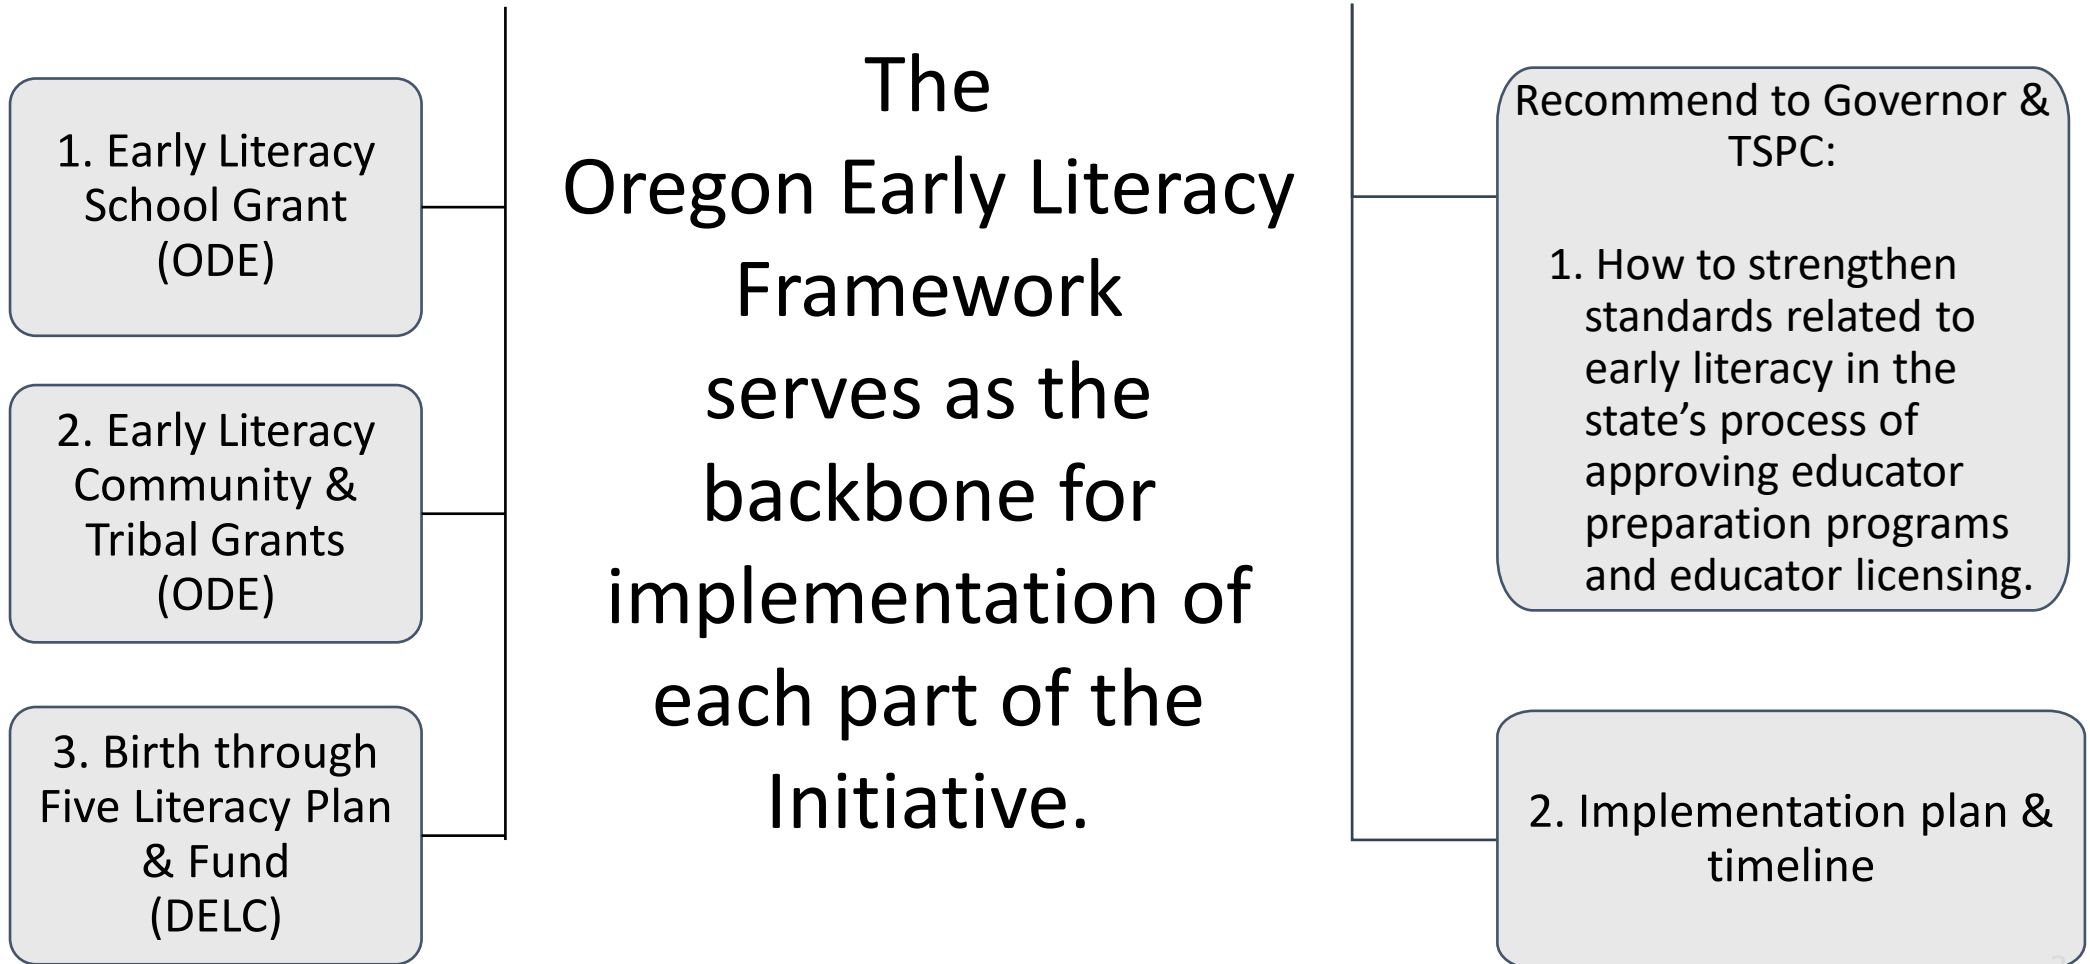 1. Early Literacy
School Grant
(ODE)
2. Early Literacy
Community &
Tribal Grants
(ODE)
3. Birth through
Five Literacy Plan
& Fund
(DELC)
The
Oregon Early Literacy
Framework
serves as the
backbone for
implementation of
each part of the
Initiative.
Recommend to Governor &
TSPC:
1. How to strengthen
standards related to
early literacy in the
state’s process of
approving educator
preparation programs
and educator licensing.
2. Implementation plan &
timeline